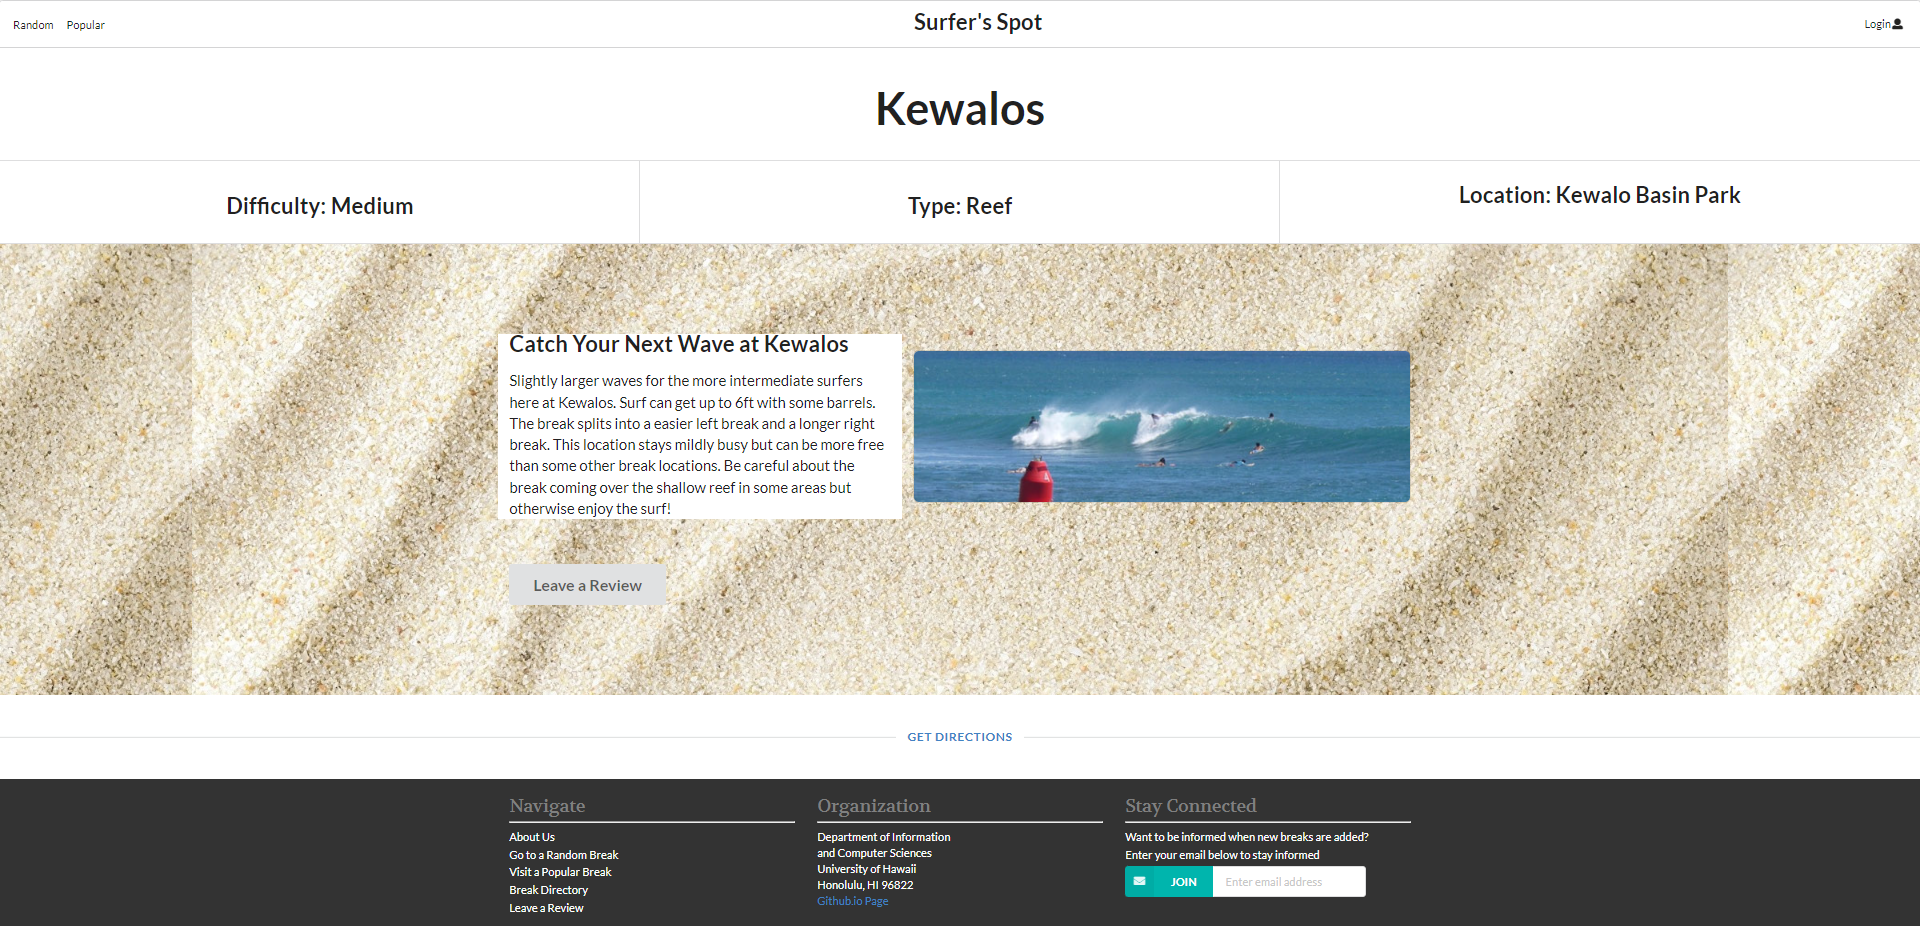 Random Popular Surfer's Spot Login
Kewalos
Difficulty: Medium
Type: Reef
Location: Kewalo Basin Park
Catch Your Next Wave at Kewalos
Slightly larger waves for the more intermediate surfers
here at Kewalos. Surf can get up to 6ft with some barrels.
The break splits into a easier left break and a longer right
break. This location stays mildly busy but can be more free
than some other break locations. Be careful about the
break coming over the shallow reef in some areas but
otherwise enjoy the surf!
Leave a Review
GET DIRECTIONS
Navigate
About Us
Go to a Random Break
Visit a Popular Break
Break Directory
Leave a Review
Organization
Department of Information
and Computer Sciences
University of Hawaii
Honolulu, HI 96822
Github.io Page
Stay Connected
Want to be informed when new breaks are added?
Enter your email below to stay informed
JOIN Enter email address